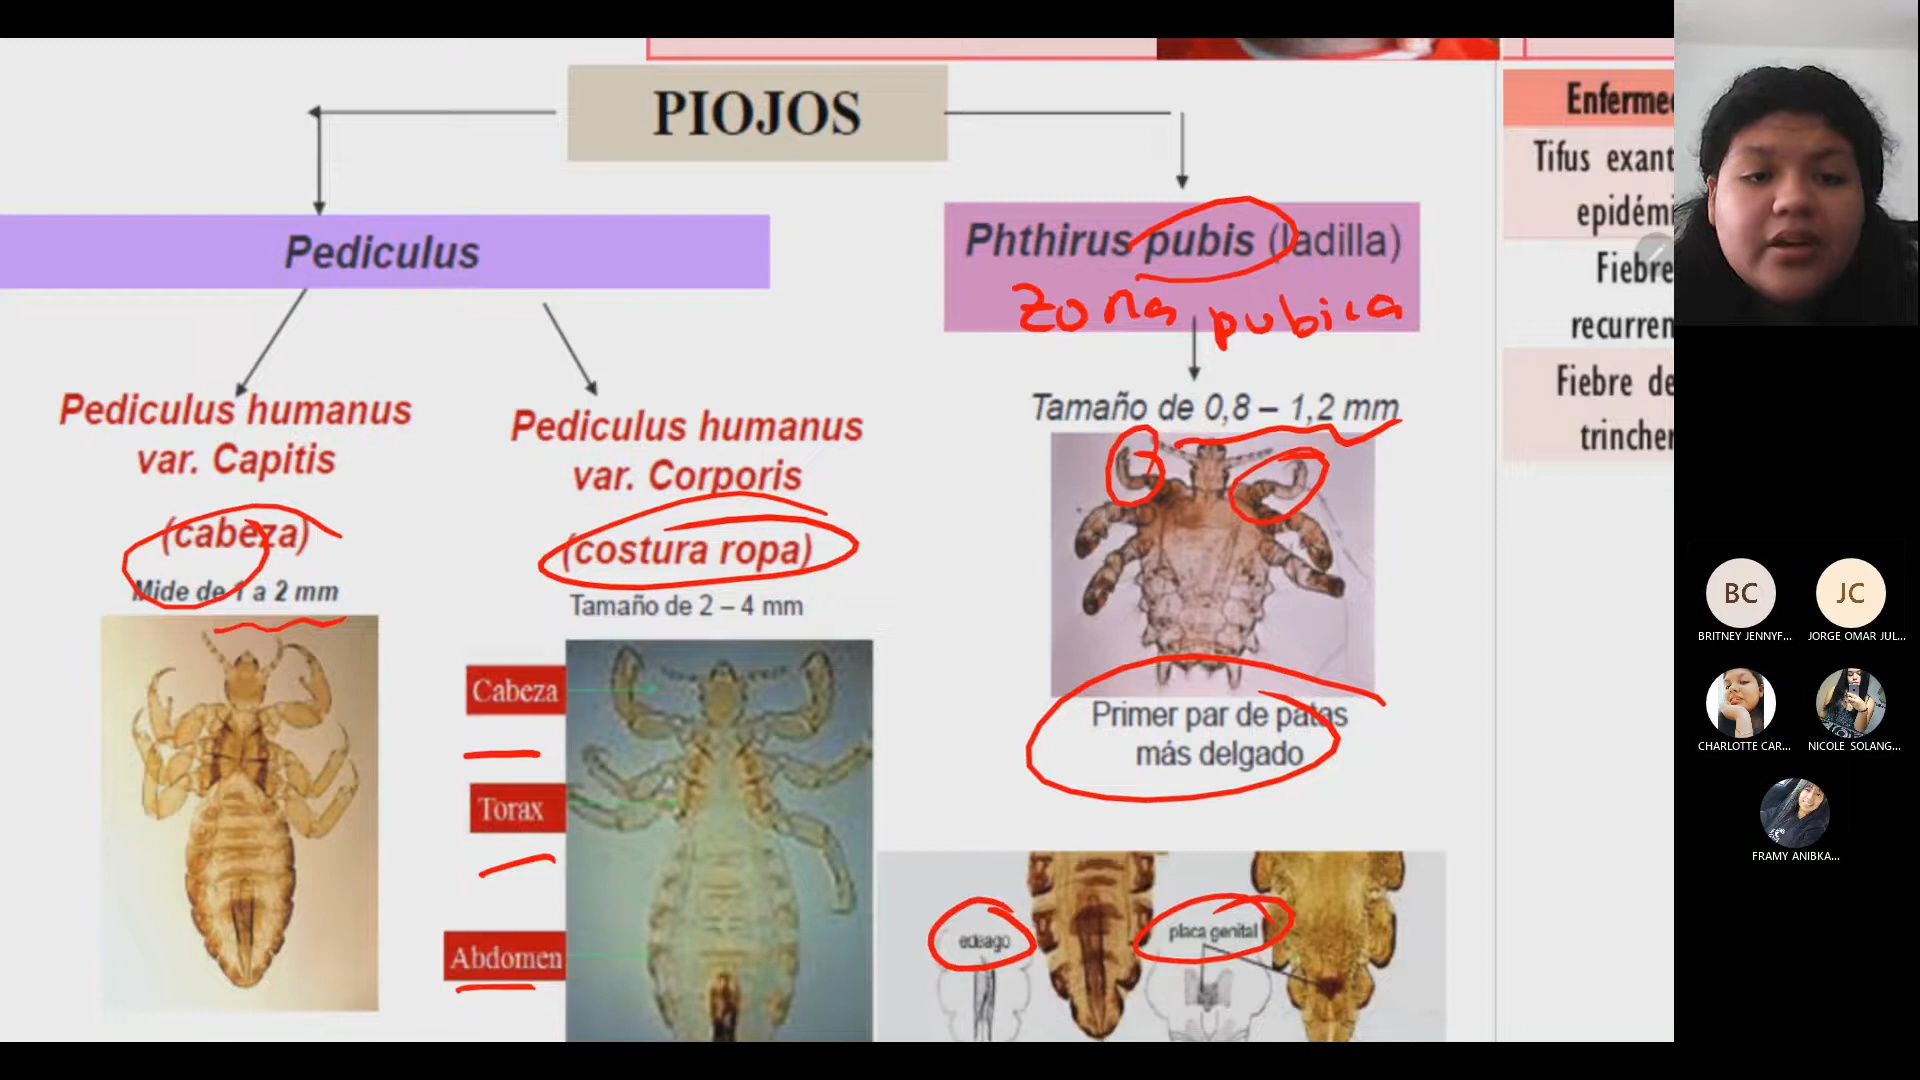 PIOJOS
Pediculus
Phthirus pubis (ladilla)
zona pubica
Pediculus humanus
var. Capitis
(cabeza)
Mide de 1 a 2 mm
Pediculus humanus
var. Corporis
(costura ropa)
Tamaño de 2 – 4 mm
Cabeza
Torax
Abdomen
Tamaño de 0,8 – 1,2 mm
Primer par de patas
más delgado
edeago
placa genital
Enferme
Tifus exant
epidémi
Fiebre
recurren
Fiebre de
trincher
BC
JC
BRITNEY JENNYF...
JORGE OMAR JUL...
CHARLOTTE CAR...
NICOLE SOLANG...
FRAMY ANIBKA...